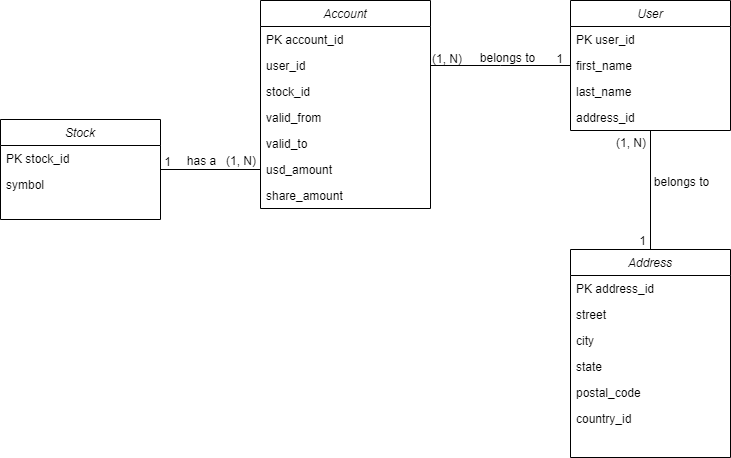 Account
PK account_id
user_id
stock_id
valid_from
valid_to
usd_amount
share_amount
(1, N) belongs to 1
User
PK user_id
first_name
last_name
address_id
Stock
PK stock_id
symbol
1 has a (1, N)
(1, N)
belongs to
1
Address
PK address_id
street
city
state
postal_code
country_id